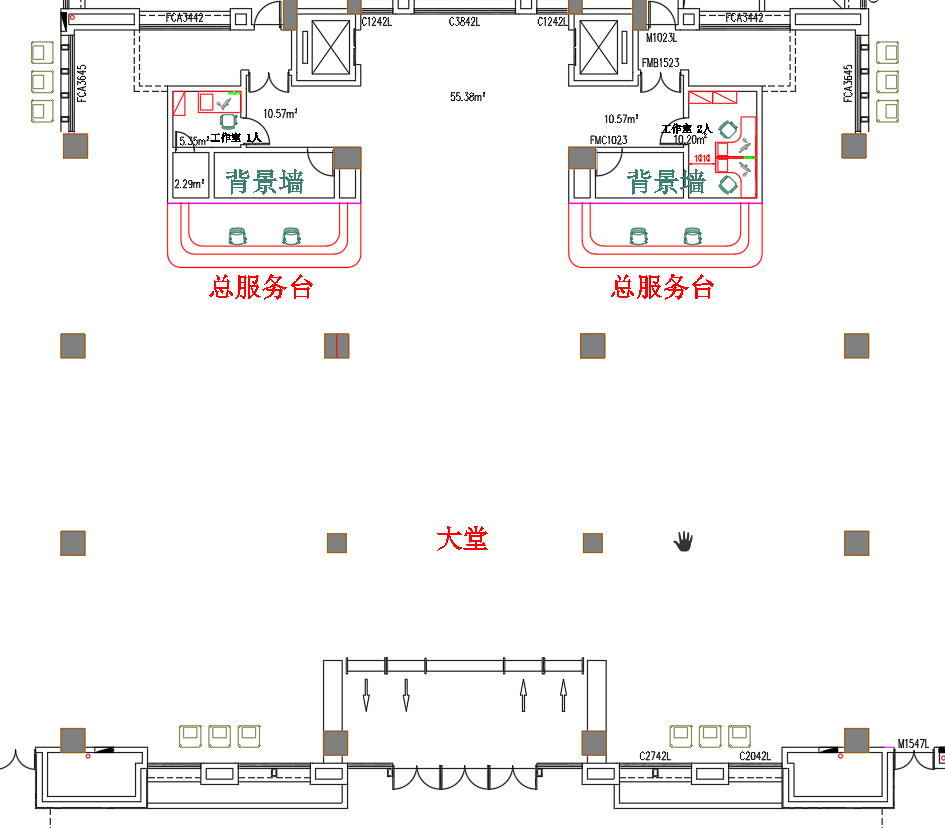 FCA3442
C1242L
C3842L
C1242L
FCA3442
M1023L
FMB1523
FCA3645
FCA3645
55.38m²
10.57m²
10.57m²
工作室 1人
5.35m²
工作室 2人
10.20m²
FMC1023
1010
2.29m²
背景墙
背景墙
总服务台
总服务台
大堂
M1547L
C2742L
C2042L